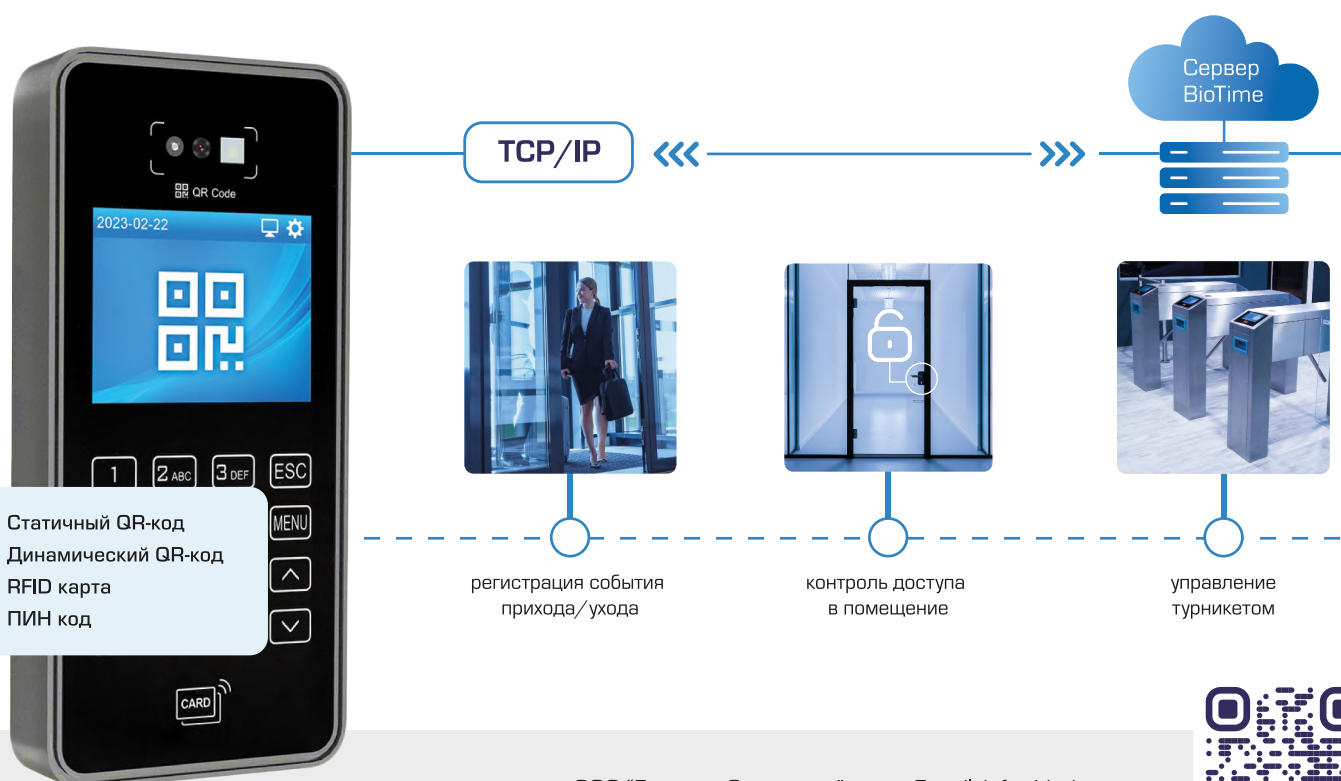 Сервер
BioTime
TCP/IP
QR Code
2023-02-22
1
2 ABC
3 DEF
ESC
MENU
Статичный QR-код
Динамический QR-код
RFID карта
ПИН код
CARD
регистрация события
прихода/ухода
контроль доступа
в помещение
управление
турникетом